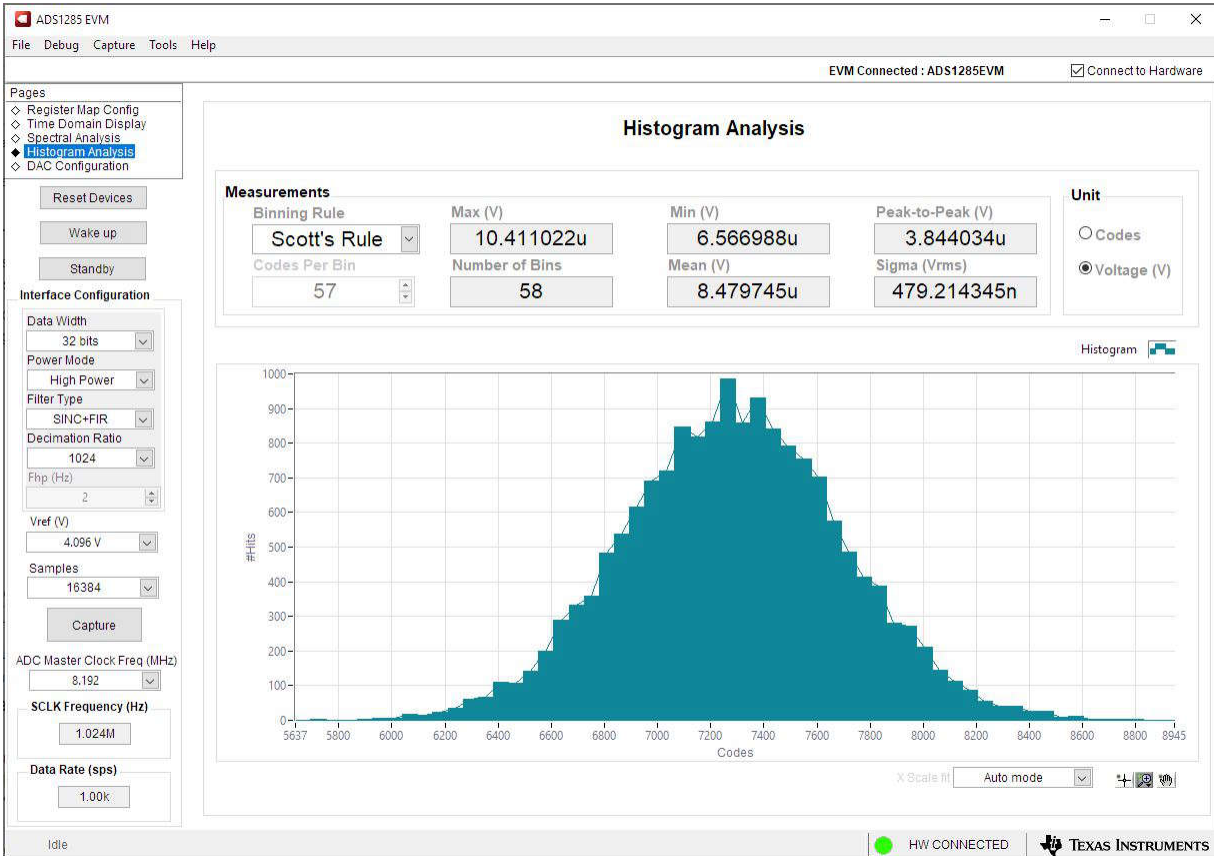 ADS1285 EVM
File Debug Capture Tools Help
EVM Connected : ADS1285EVM
Connect to Hardware
Pages
Register Map Config
Time Domain Display
Spectral Analysis
Histogram Analysis
DAC Configuration
Reset Devices
Wake up
Standby
Interface Configuration
Data Width
32 bits
Power Mode
High Power
Filter Type
SINC+FIR
Decimation Ratio
1024
Fhp (Hz)
2
Vref (V)
4.096 V
Samples
16384
Capture
ADC Master Clock Freq (MHz)
8.192
SCLK Frequency (Hz)
1.024M
Data Rate (sps)
1.00k
Histogram Analysis
Measurements
Binning Rule Max (V) Min (V) Peak-to-Peak (V)
Scott's Rule 10.411022u 6.566988u 3.844034u
Codes Per Bin Number of Bins Mean (V) Sigma (Vrms)
57 58 8.479745u 479.214345n
Unit
Codes
Voltage (V)
Histogram
#Hits
1000
900
800
700
600
500
400
300
200
100
0
5637 5800 6000 6200 6400 6600 6800 7000 7200 7400 7600 7800 8000 8200 8400 8600 8800 8945
Codes
X Scale fit Auto mode
Idle
HW CONNECTED
TEXAS INSTRUMENTS